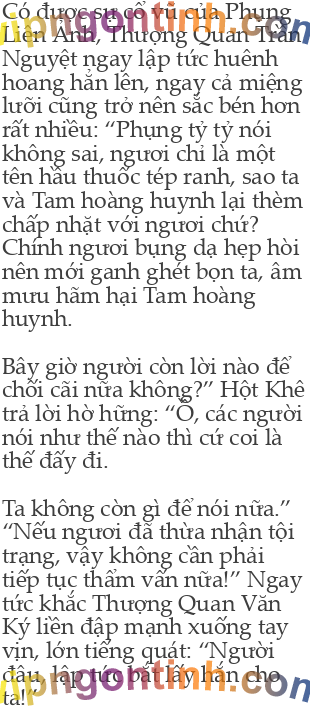 Có được sự cổ vũ của Phụng
Liên Ảnh, Thượng Quan Trần
Nguyệt ngay lập tức huênh
hoang hẳn lên, ngay cả miệng
lưỡi cũng trở nên sắc bén hơn
rất nhiều: “Phụng tỷ tỷ nói
không sai, ngươi chỉ là một
tên hầu thuốc tép ranh, sao ta
và Tam hoàng huynh lại thèm
chấp nhặt với ngươi chứ?
Chính ngươi bụng dạ hẹp hòi
nên mới ganh ghét bọn ta, âm
mưu hãm hại Tam hoàng
huynh.
Bây giờ người còn lời nào để
chối cãi nữa không?” Hột Khê
trả lời hờ hững: “Ồ, các người
nói như thế nào thì cứ coi là
thế đấy đi.
Ta không còn gì để nói nữa.”
“Nếu ngươi đã thừa nhận tội
trạng, vậy không cần phải
tiếp tục thẩm vấn nữa!” Ngay
tức khắc Thượng Quan Văn
Ký liền đập mạnh xuống tay
vịn, lớn tiếng quát: “Người
đâu, lập tức bắt lấy hắn cho
ta!”
vipngontinh.com
vipngontinh.com